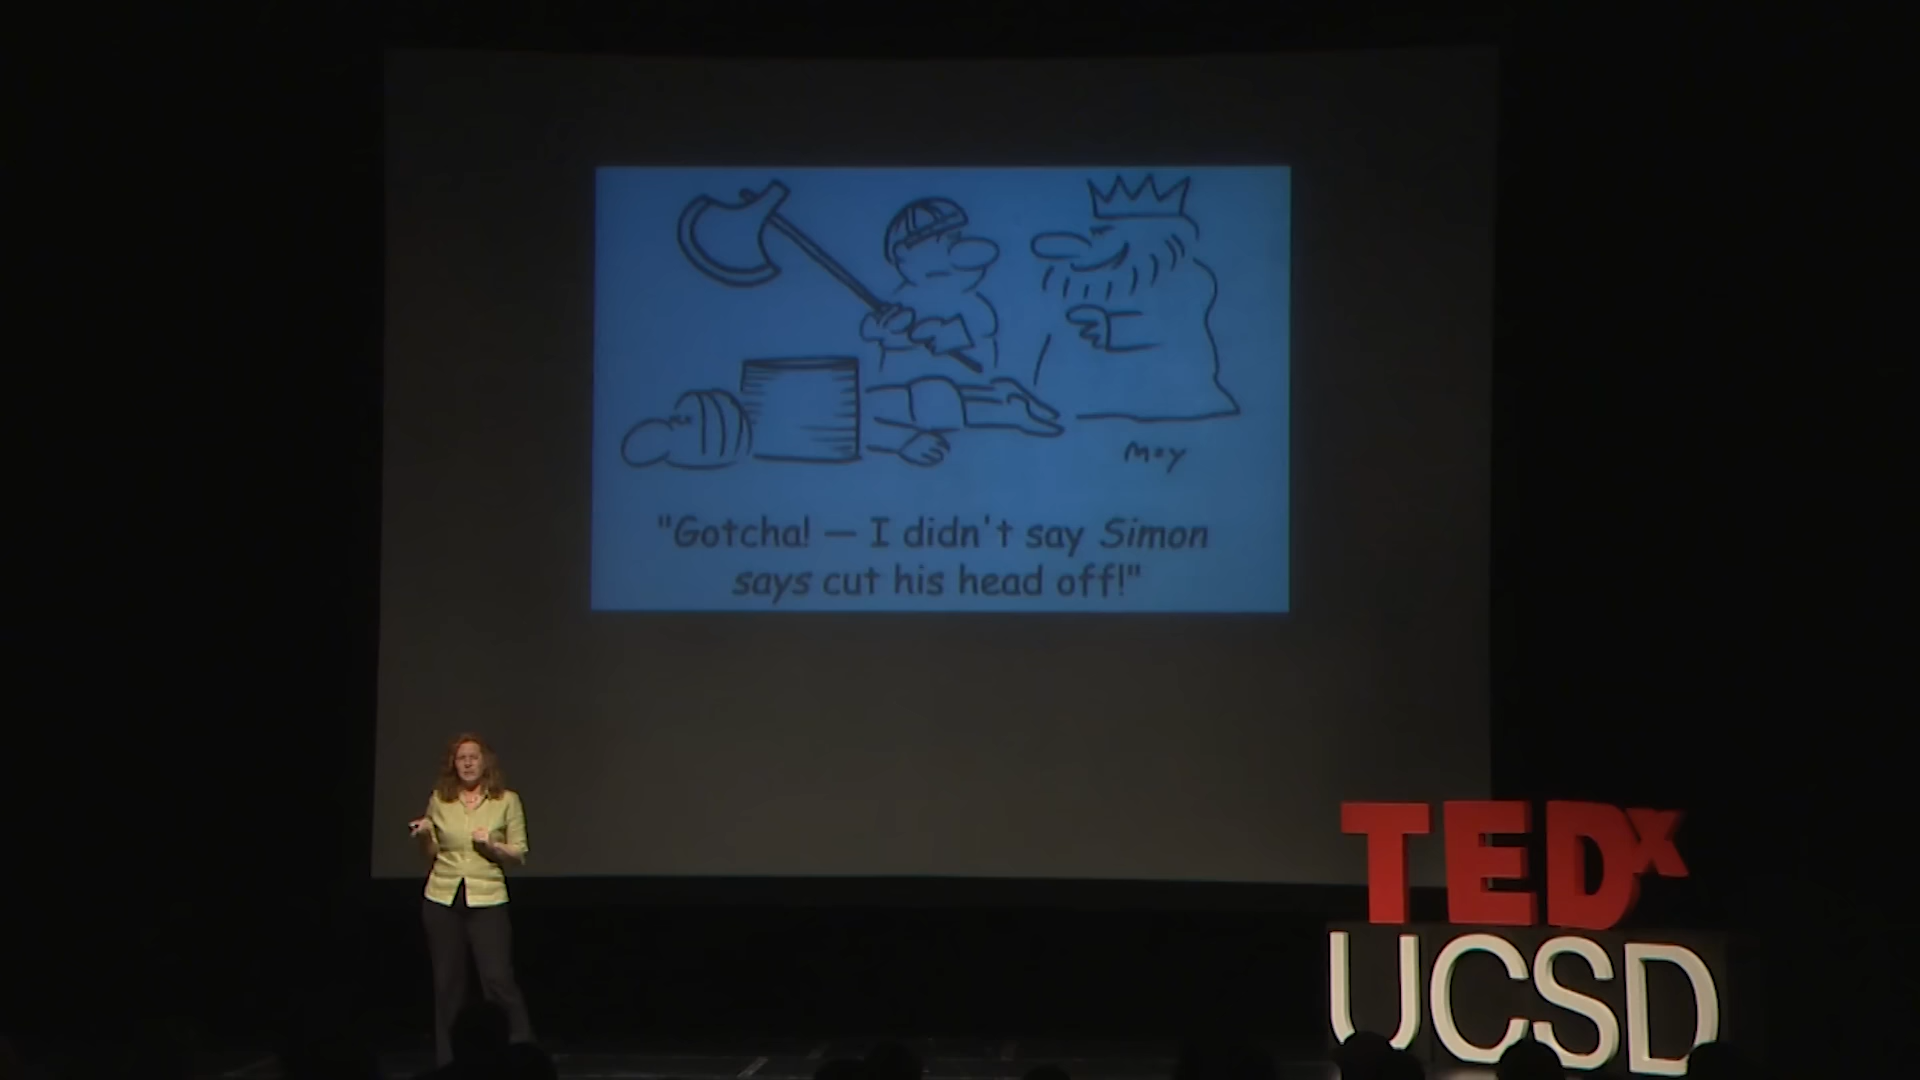 Moy
"Gotcha! — I didn't say Simon
says cut his head off!"
TEDx
UCSD